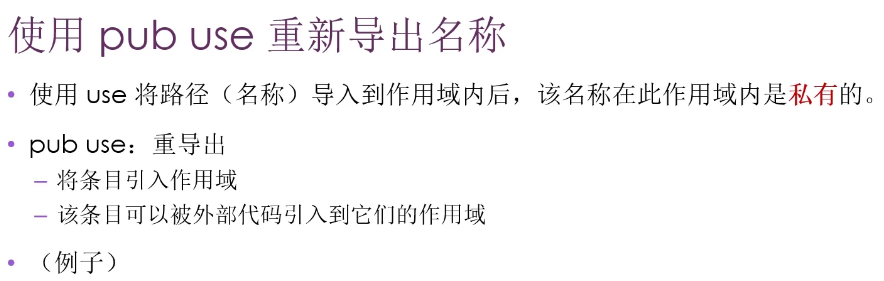 使用 pub use 重新导出名称
• 使用 use 将路径（名称）导入到作用域内后，该名称在此作用域内是私有的。
• pub use：重导出
– 将条目引入作用域
– 该条目可以被外部代码引入到它们的作用域
• （例子）